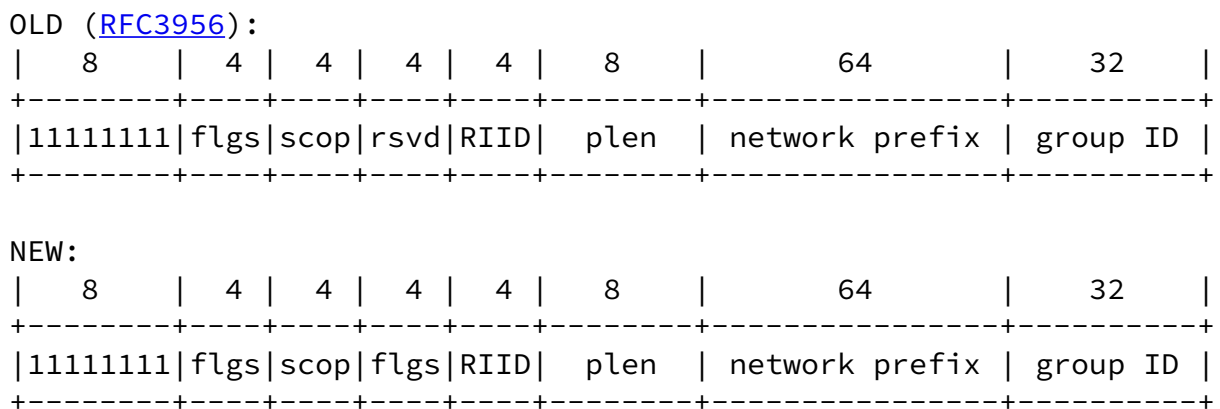 OLD (RFC3956):
|   8    |  4 |  4 |  4 |  4 |   8    |       64       |    32    |
+--------+----+----+----+----+--------+----------------+----------+
|11111111|flgs|scop|rsvd|RIID|  plen  | network prefix | group ID |
+--------+----+----+----+----+--------+----------------+----------+
NEW:
|   8    |  4 |  4 |  4 |  4 |   8    |       64       |    32    |
+--------+----+----+----+----+--------+----------------+----------+
|11111111|flgs|scop|flgs|RIID|  plen  | network prefix | group ID |
+--------+----+----+----+----+--------+----------------+----------+